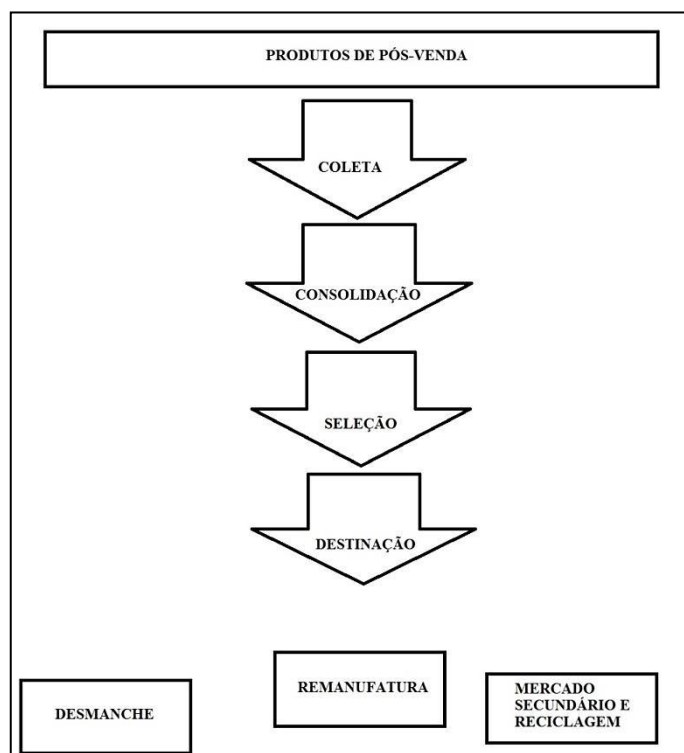 PRODUTOS DE PÓS-VENDA
COLETA
CONSOLIDAÇÃO
SELEÇÃO
DESTINAÇÃO
DESMANCHE
REMANUFATURA
MERCADO
SECUNDÁRIO E
RECICLAGEM